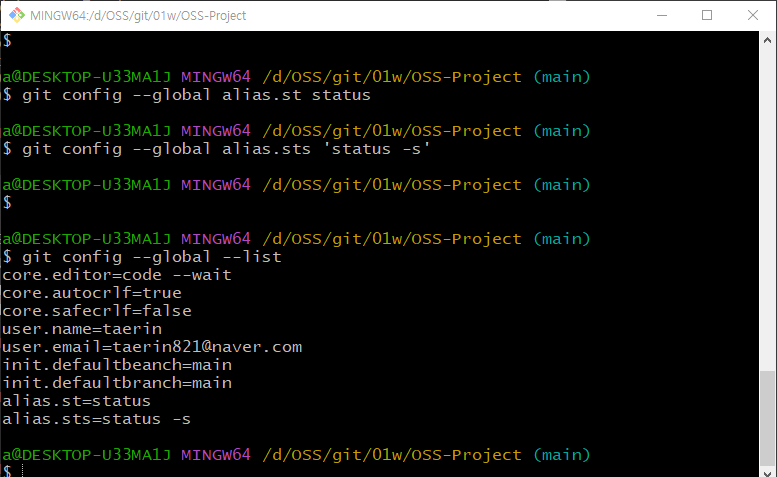 MINGW64:/d/OSS/git/01w/OSS-Project
$
a@DESKTOP-U33MA1J MINGW64 /d/OSS/git/01w/OSS-Project (main)
$ git config --global alias.st status
a@DESKTOP-U33MA1J MINGW64 /d/OSS/git/01w/OSS-Project (main)
$ git config --global alias.sts 'status -s'
a@DESKTOP-U33MA1J MINGW64 /d/OSS/git/01w/OSS-Project (main)
$
a@DESKTOP-U33MA1J MINGW64 /d/OSS/git/01w/OSS-Project (main)
$ git config --global --list
core.editor=code --wait
core.autocrlf=true
core.safecrlf=false
user.name=taerin
user.email=taerin821@naver.com
init.defaultbeanch=main
init.defaultbranch=main
alias.st=status
alias.sts=status -s
a@DESKTOP-U33MA1J MINGW64 /d/OSS/git/01w/OSS-Project (main)
$